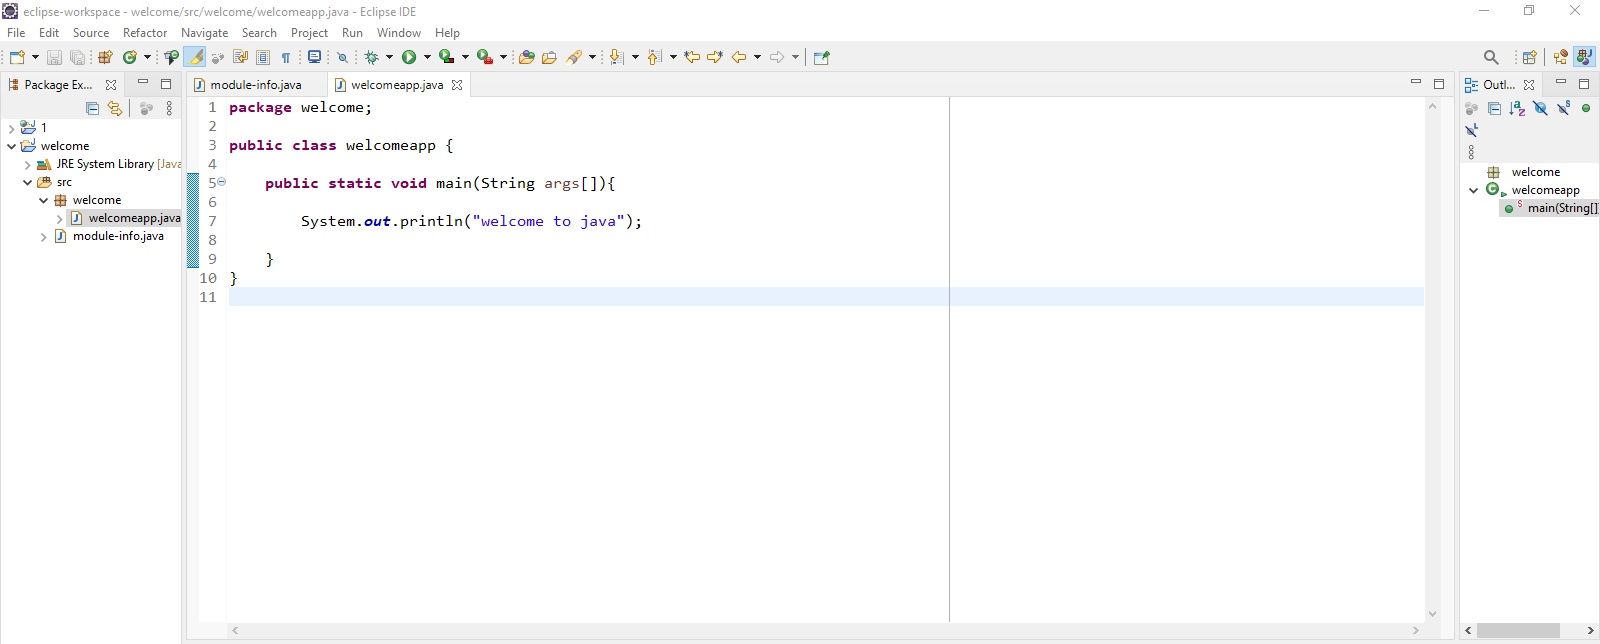 eclipse-workspace - welcome/src/welcome/welcomeapp.java - Eclipse IDE
File Edit Source Refactor Navigate Search Project Run Window Help
Package Ex...
1
welcome
JRE System Library [Java
src
welcome
welcomeapp.java
module-info.java
module-info.java welcomeapp.java
1 package welcome;
2
3 public class welcomeapp {
4
5 public static void main(String args[]){
6
7 System.out.println("welcome to java");
8
9 }
10 }
11
Outl...
welcome
welcomeapp
main(String[]